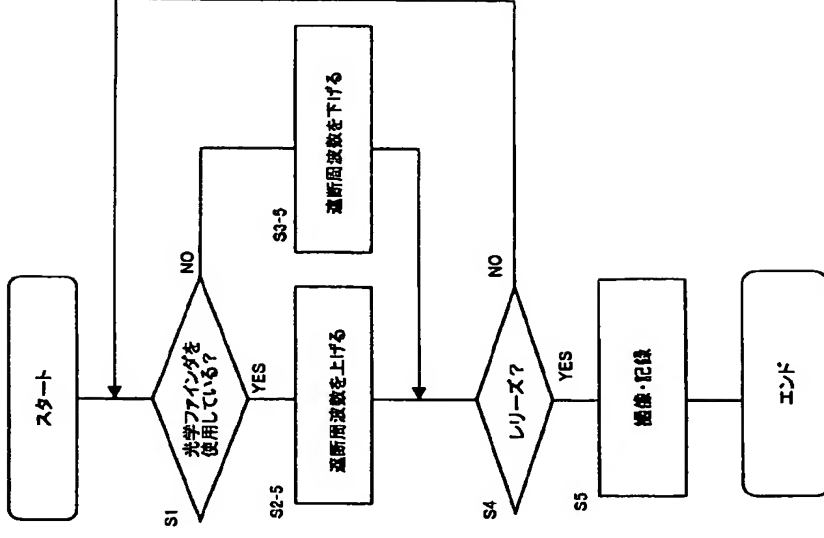 スタート
S1
光学ファインダを
使用している?
NO
YES
S2-5
遮断周波数を上げる
S3-5
遮断周波数を下げる
S4
レリーズ?
NO
YES
S5
撮像・記録
エンド